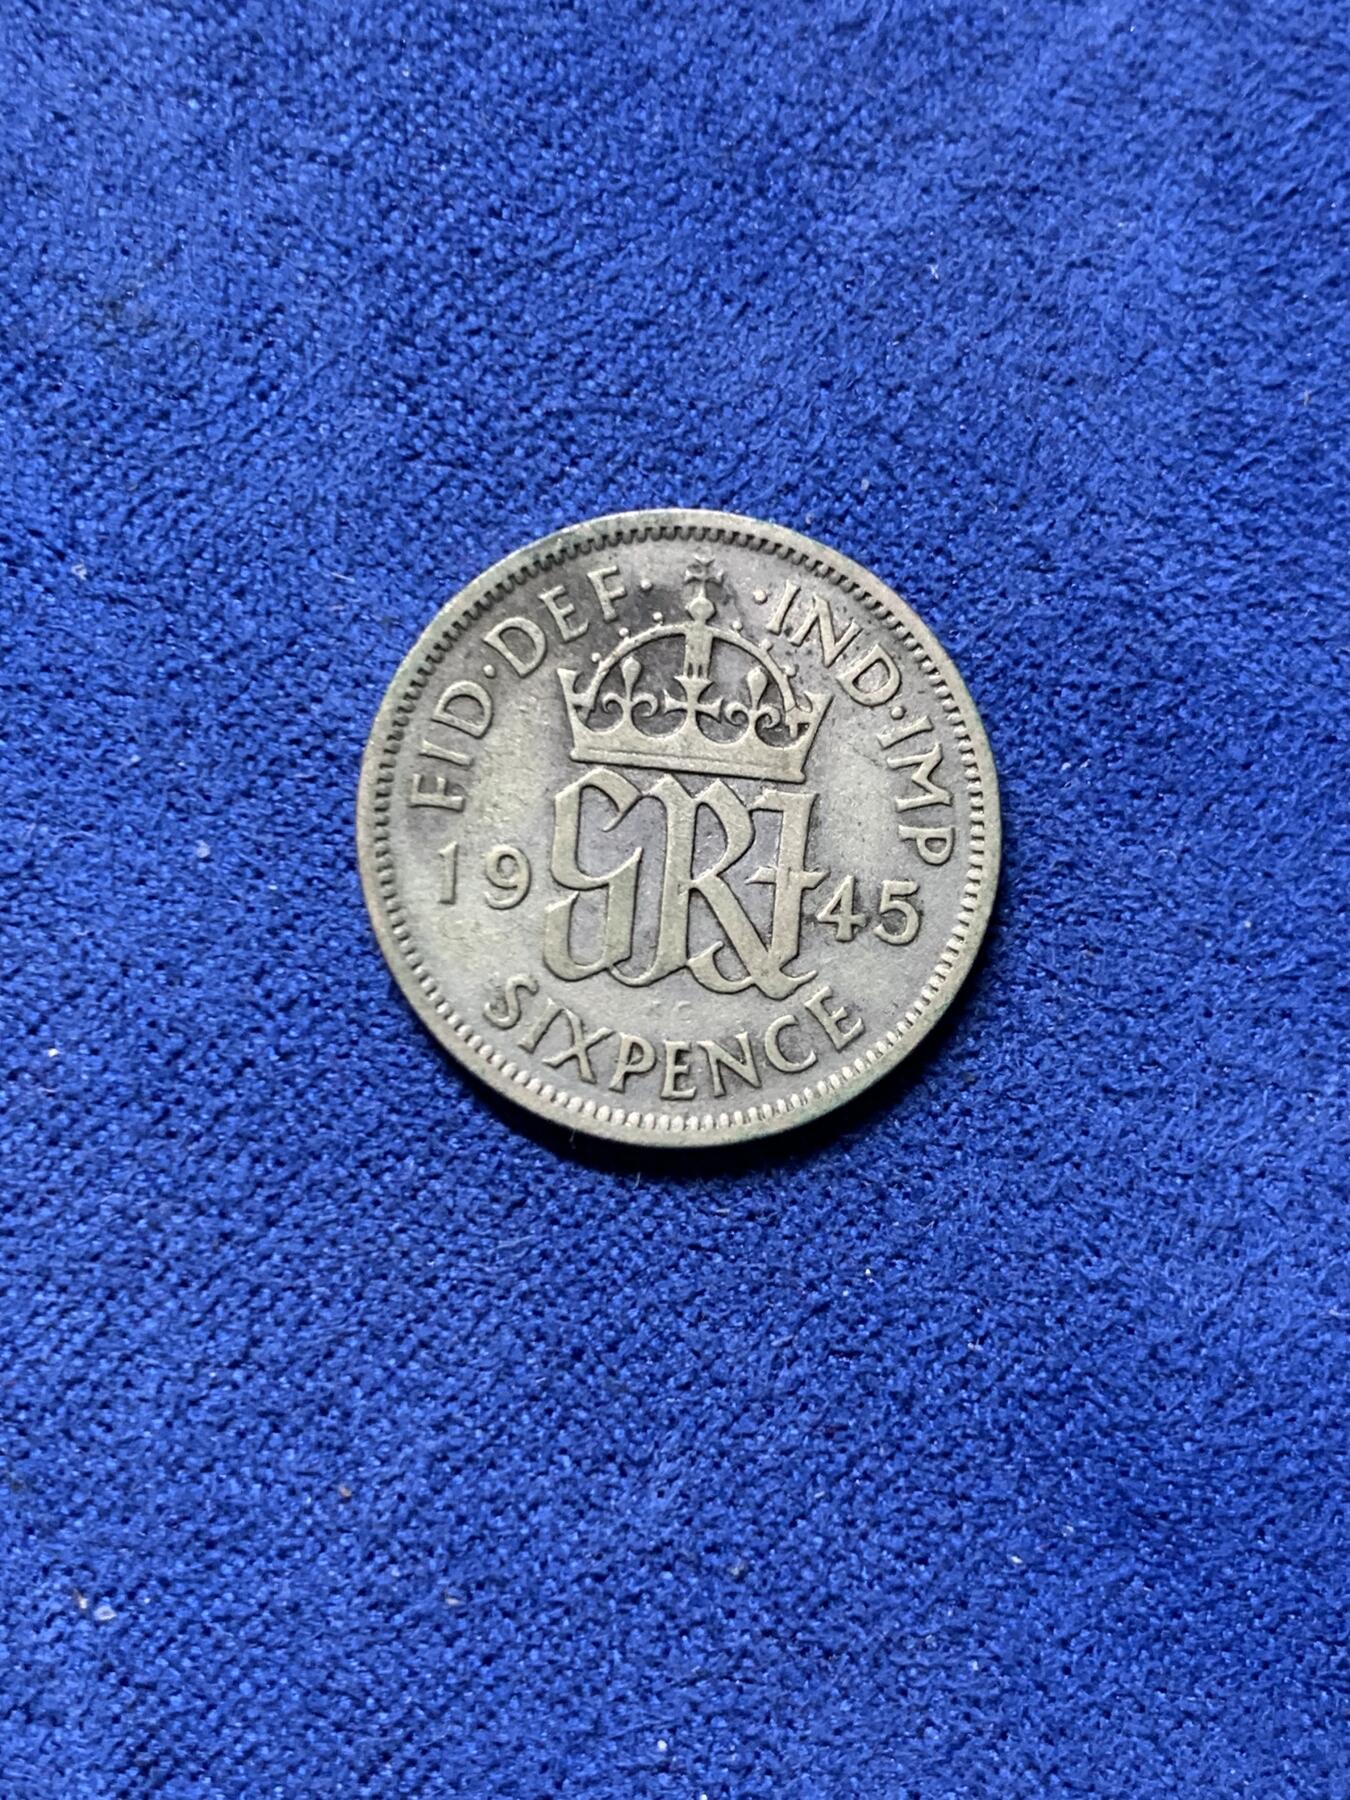 FID·DEF· ·IND·IMP
19 GRI 45
SIXPENCE